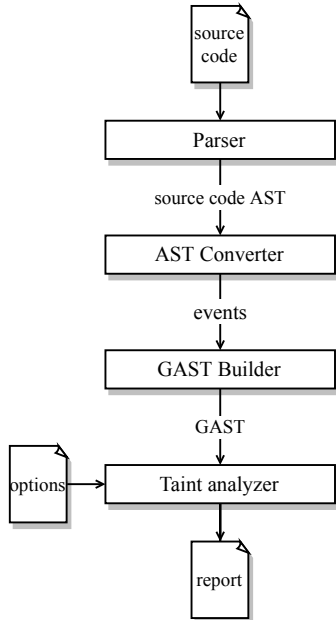 source
code
Parser
source code AST
AST Converter
events
GAST Builder
GAST
options
Taint analyzer
report